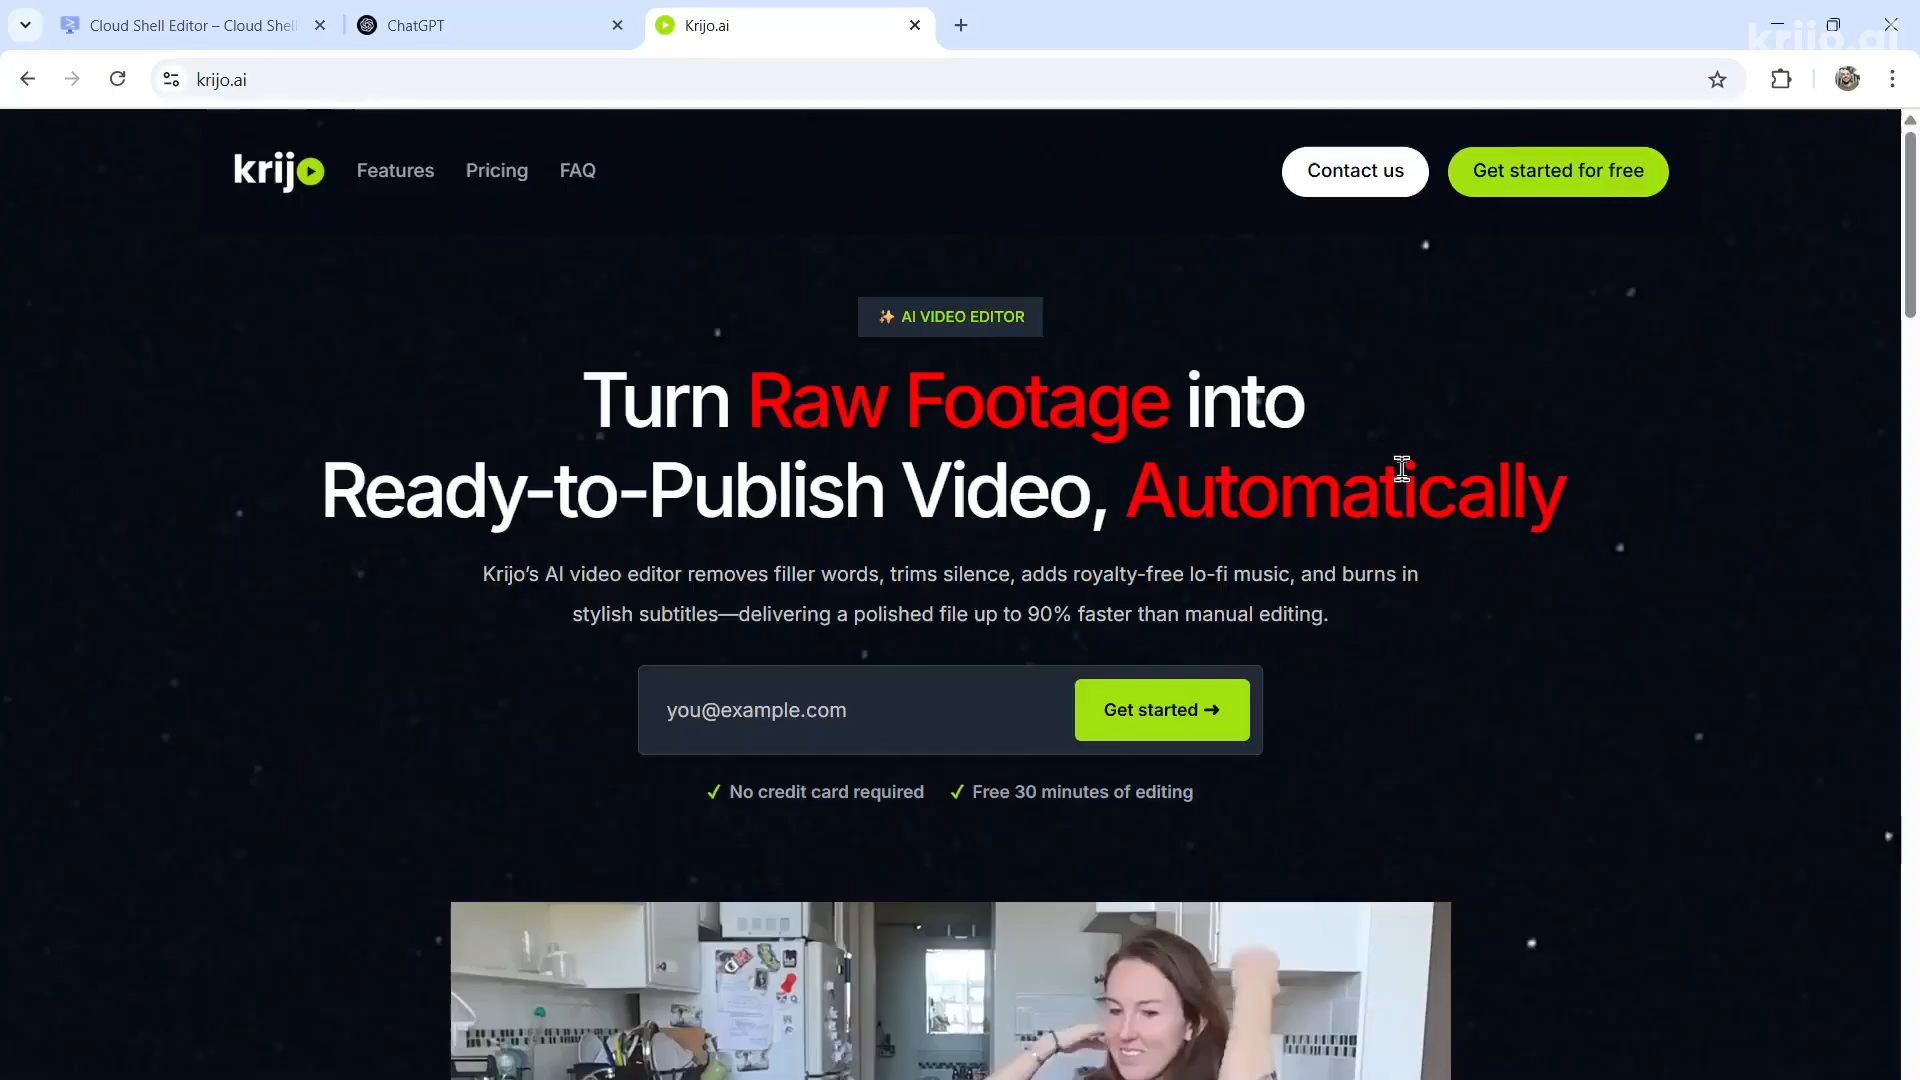 Cloud Shell Editor – Cloud Shell
ChatGPT
Krijo.ai
krijo.ai
krijo.ai
krijo
Features
Pricing
FAQ
Contact us
Get started for free
✨ AI VIDEO EDITOR
Turn Raw Footage into
Ready-to-Publish Video, Automatically
Krijo’s AI video editor removes filler words, trims silence, adds royalty-free lo-fi music, and burns in
stylish subtitles—delivering a polished file up to 90% faster than manual editing.
you@example.com
Get started ➜
✓ No credit card required
✓ Free 30 minutes of editing